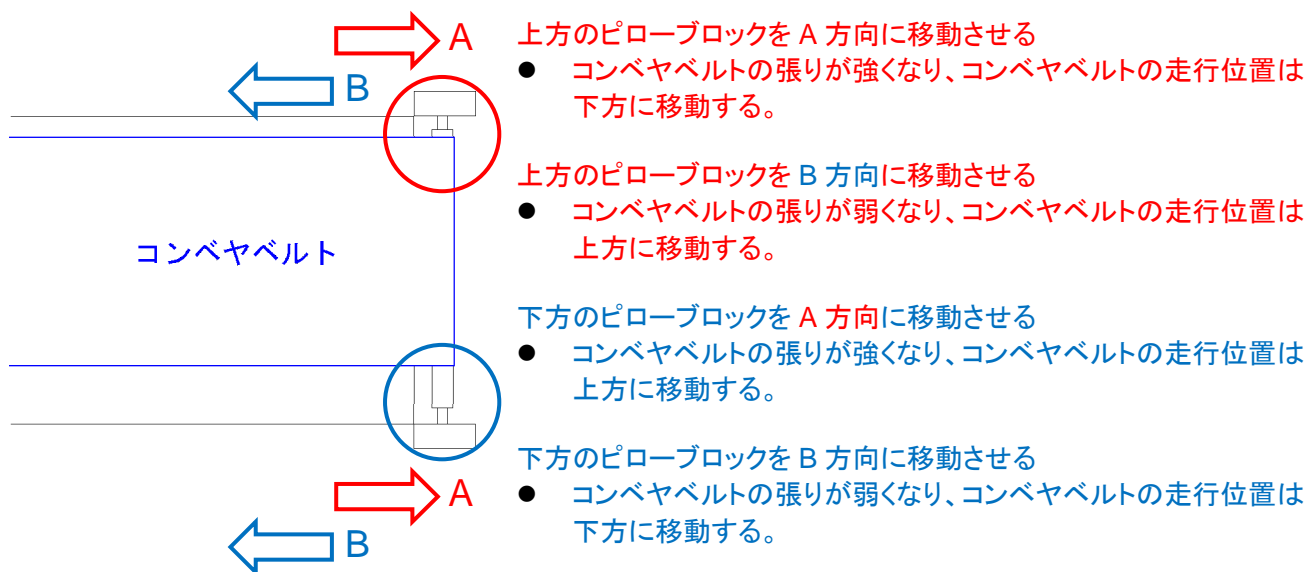 A
B
コンベヤベルト
A
B
上方のピローブロックを A 方向に移動させる
● コンベヤベルトの張りが強くなり、コンベヤベルトの走行位置は
下方に移動する。
上方のピローブロックを B 方向に移動させる
● コンベヤベルトの張りが弱くなり、コンベヤベルトの走行位置は
上方に移動する。
下方のピローブロックを A 方向に移動させる
● コンベヤベルトの張りが強くなり、コンベヤベルトの走行位置は
上方に移動する。
下方のピローブロックを B 方向に移動させる
● コンベヤベルトの張りが弱くなり、コンベヤベルトの走行位置は
下方に移動する。